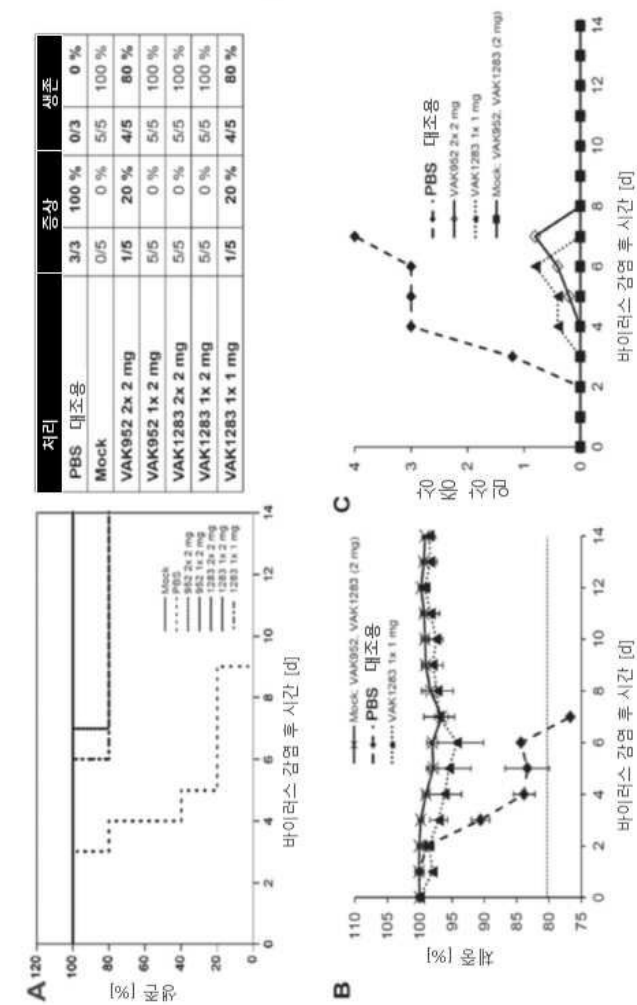 A
120
100
80
60
40
20
0
생존 [%]
0 2 4 6 8 10 12 14
바이러스 감염 후 시간 [d]
Mock
PBS
952 2x 2 mg
952 1x 2 mg
1283 2x 2 mg
1283 1x 2 mg
1283 1x 1 mg
처리 증상 생존
PBS 대조용 3/3 100 % 0/3 0 %
Mock 0/5 0 % 5/5 100 %
VAK952 2x 2 mg 1/5 20 % 4/5 80 %
VAK952 1x 2 mg 5/5 0 % 5/5 100 %
VAK1283 2x 2 mg 5/5 0 % 5/5 100 %
VAK1283 1x 2 mg 5/5 0 % 5/5 100 %
VAK1283 1x 1 mg 1/5 20 % 4/5 80 %
B
110
105
100
95
90
85
80
75
체중 [%]
0 2 4 6 8 10 12 14
바이러스 감염 후 시간 [d]
Mock; VAK952, VAK1283 (2 mg)
PBS 대조용
VAK1283 1x 1 mg
C
4
3
2
1
0
임상증상
0 2 4 6 8 10 12 14
바이러스 감염 후 시간 [d]
PBS 대조용
VAK952 2x 2 mg
VAK1283 1x 1 mg
Mock; VAK952, VAK1283 (2 mg)